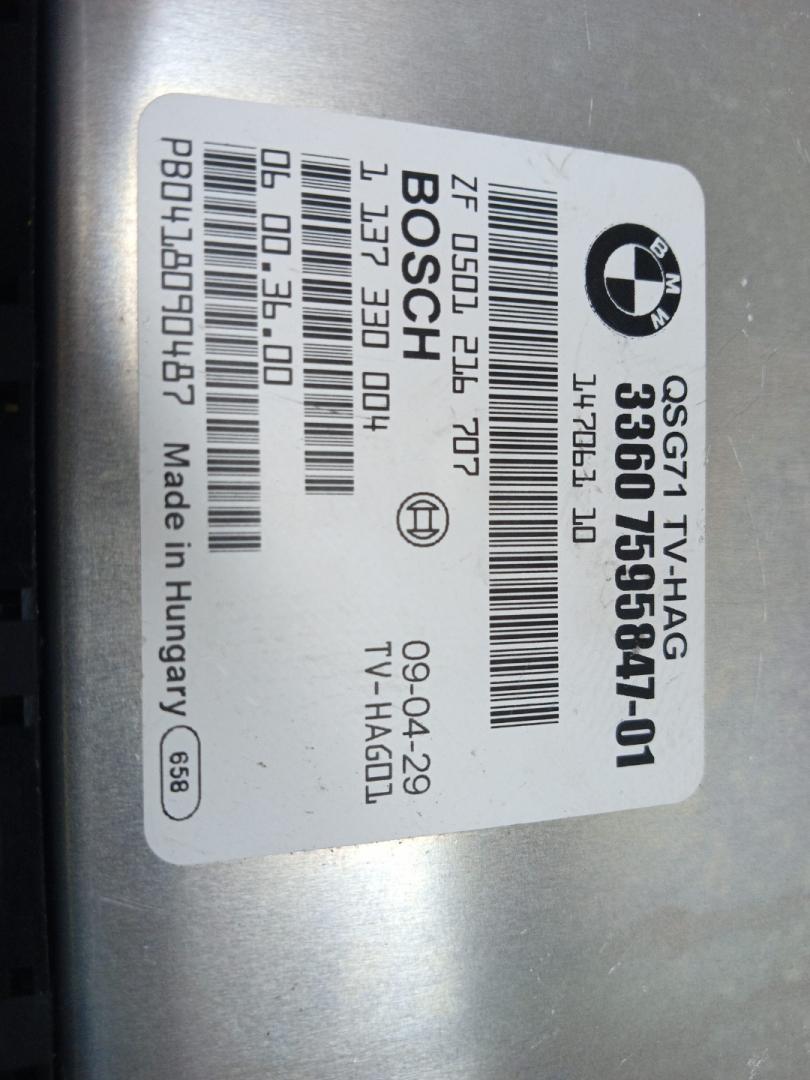 BMW
QSG71 TV-HAG
3360 7595847-01
147061 10
ZF 0501 216 707
BOSCH
09-04-29
1 137 330 004
TV-HAG01
06 00.36.00
PB0418090487 Made in Hungary 658